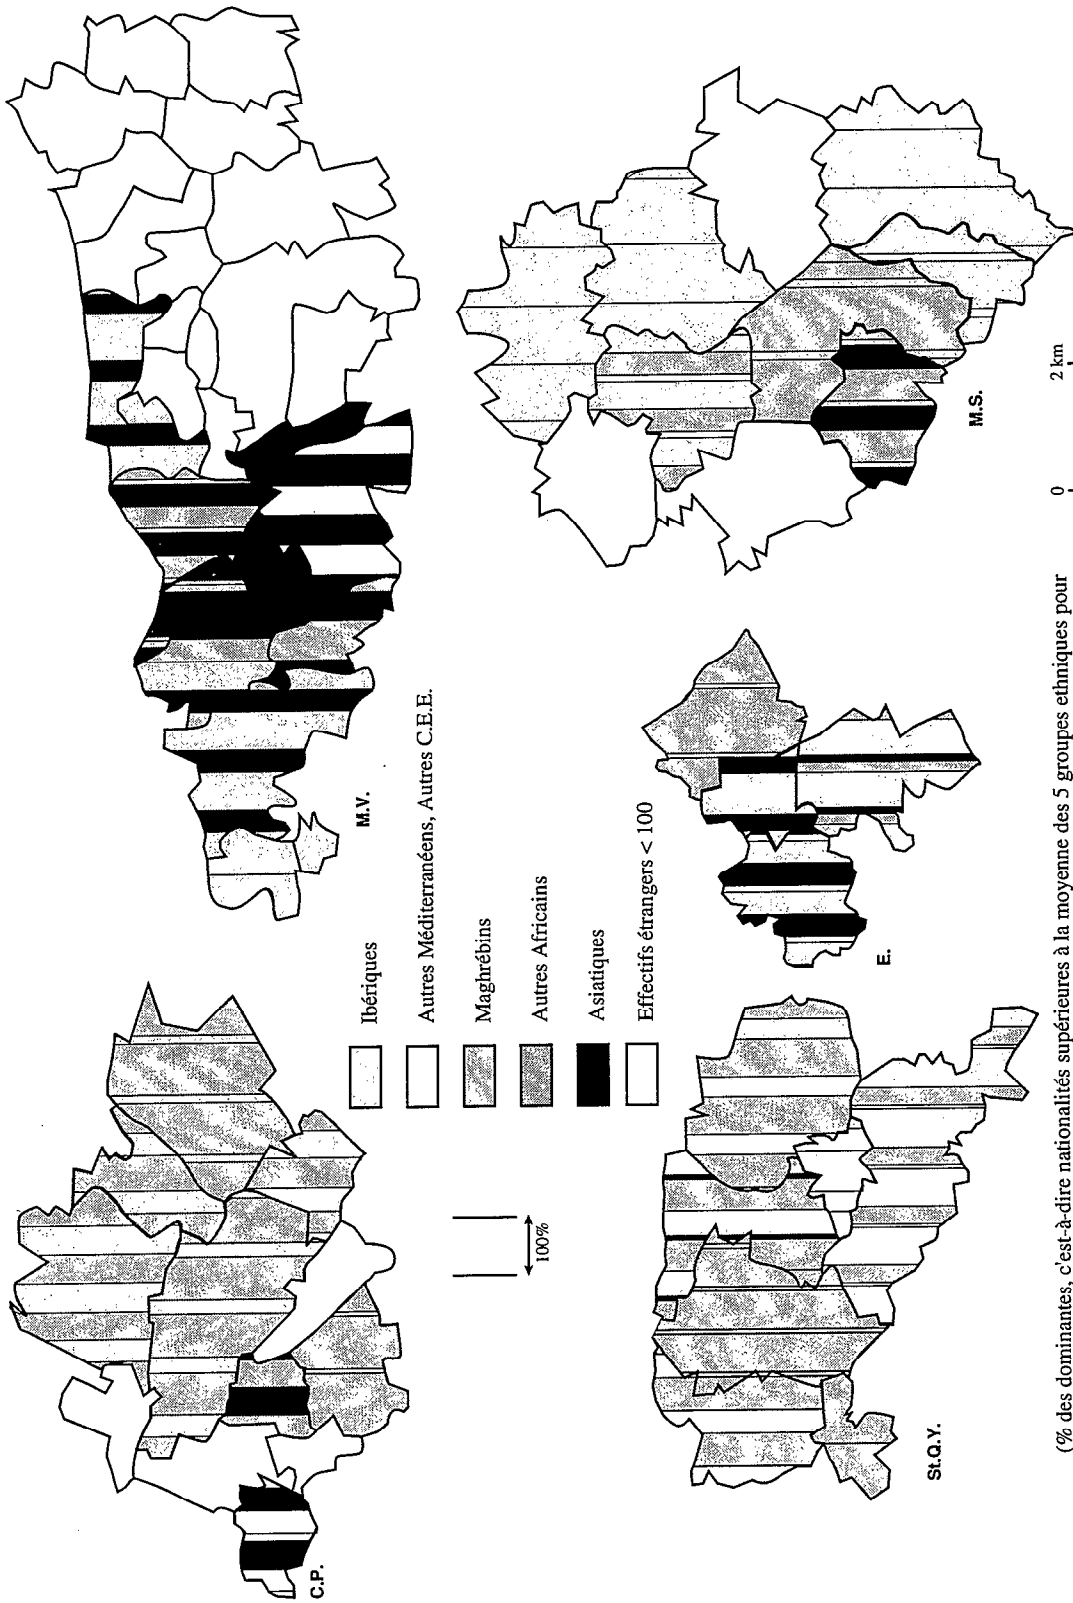 C.P.
M.V.
Ibériques
Autres Méditerranéens, Autres C.E.E.
Maghrébins
Autres Africains
Asiatiques
Effectifs étrangers < 100
100%
St.Q.Y.
E.
M.S.
0 2 km
(% des dominantes, c'est-à-dire nationalités supérieures à la moyenne des 5 groupes ethniques pour